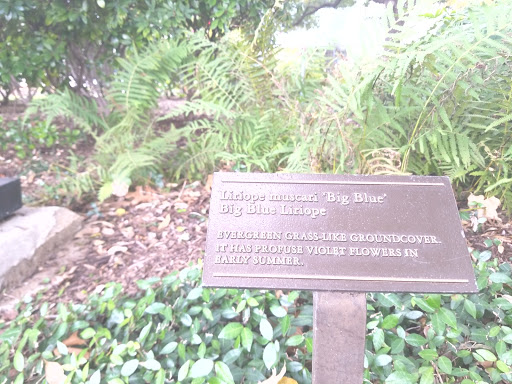 Liriope muscari 'Big Blue'
Big Blue Liriope
EVERGREEN GRASS-LIKE GROUNDCOVER.
IT HAS PROFUSE VIOLET FLOWERS IN
EARLY SUMMER.